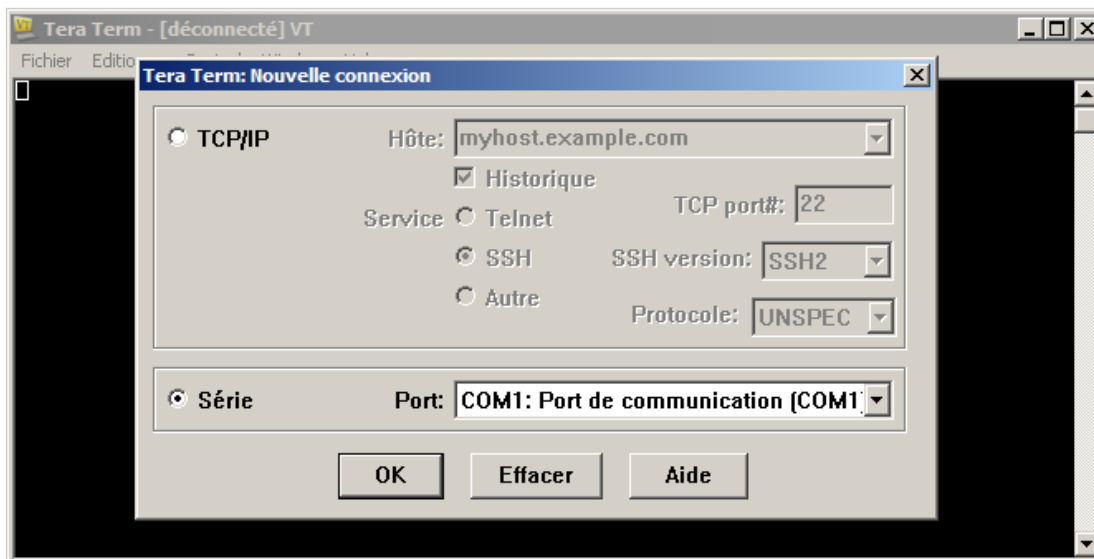 Tera Term - [déconnecté] VT
Fichier Editio
Tera Term: Nouvelle connexion
TCP/IP Hôte: myhost.example.com
Historique
Service Telnet TCP port#: 22
SSH SSH version: SSH2
Autre Protocole: UNSPEC
Série Port: COM1: Port de communication (COM1)
OK Effacer Aide